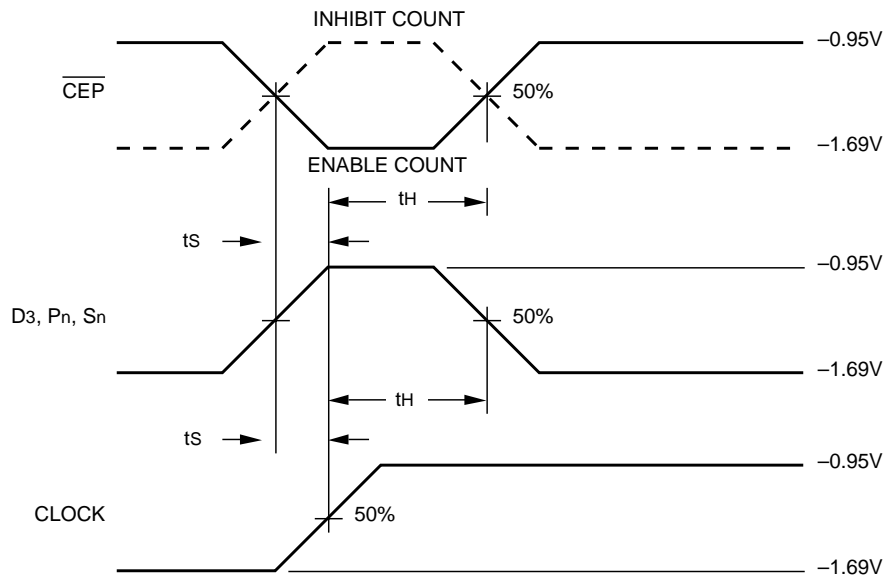 INHIBIT COUNT
–0.95V
CEP
50%
–1.69V
ENABLE COUNT
tH
tS
–0.95V
D3, Pn, Sn
50%
–1.69V
tH
tS
–0.95V
CLOCK
50%
–1.69V